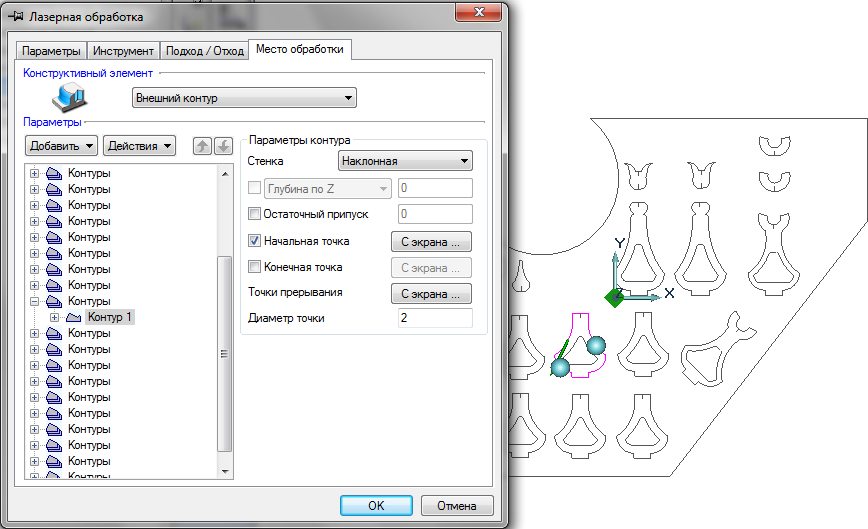 Лазерная обработка
Параметры Инструмент Подход / Отход Место обработки
Конструктивный элемент
Внешний контур
Параметры
Добавить Действия
Контуры
Контуры
Контуры
Контуры
Контуры
Контуры
Контуры
Контуры
Контуры
Контур 1
Контуры
Контуры
Контуры
Контуры
Контуры
Контуры
Контуры
Контуры
Контуры
Контуры
Параметры контура
Стенка Наклонная
Глубина по Z 0
Остаточный припуск 0
Начальная точка С экрана ...
Конечная точка С экрана ...
Точки прерывания С экрана ...
Диаметр точки 2
OK Отмена
Y
Z X